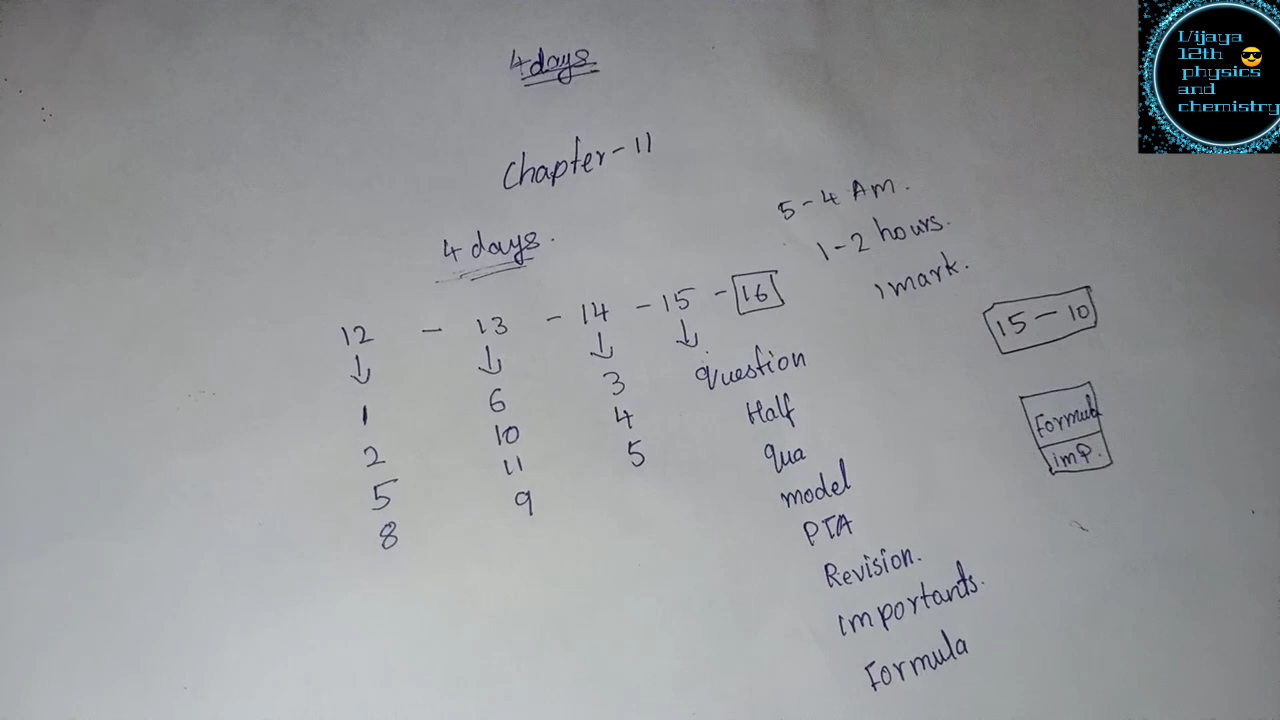 4 days
Chapter - 11
4 days.
5 - 4 Am.
1 - 2 hours.
1 mark.
12 - 13 - 14 - 15 - 16
↓ ↓ ↓ ↓
1 6 3 Question
2 10 4 Half
5 11 5 qua
8 9 model
PTA
Revision.
importants.
Formula
15 - 10
Formula
imp.
Vijaya
12th 😎
physics
and
chemistry